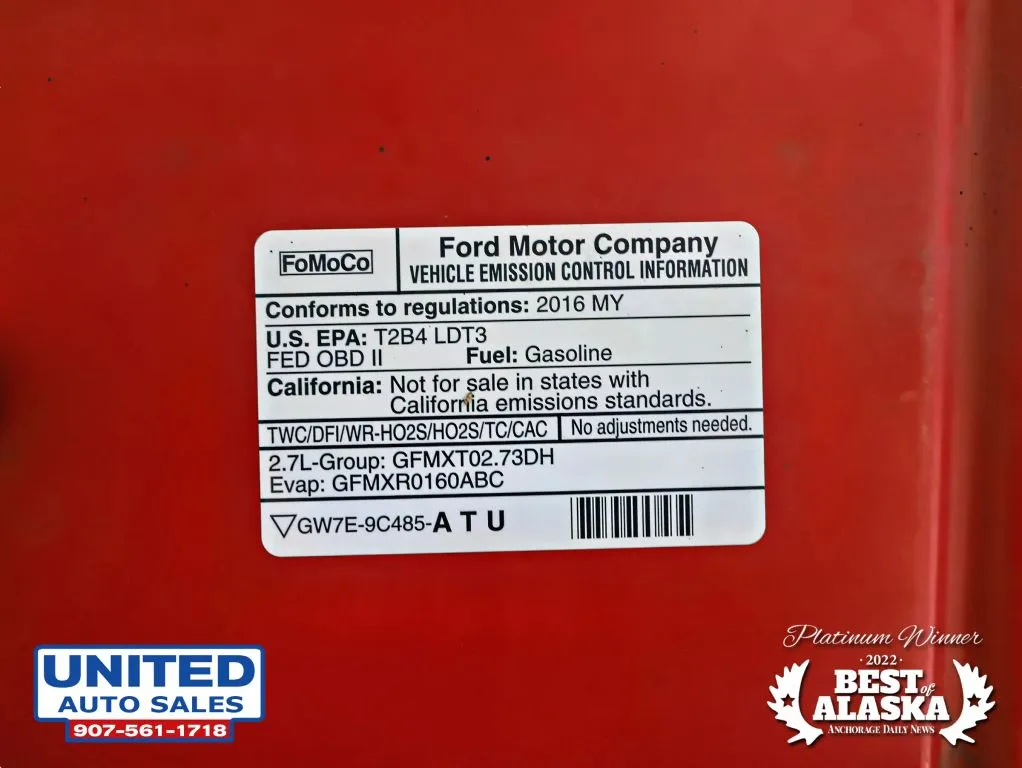 FoMoCo
Ford Motor Company
VEHICLE EMISSION CONTROL INFORMATION
Conforms to regulations: 2016 MY
U.S. EPA: T2B4 LDT3
FED OBD II Fuel: Gasoline
California: Not for sale in states with
California emissions standards.
TWC/DFI/WR-HO2S/HO2S/TC/CAC No adjustments needed.
2.7L-Group: GFMXT02.73DH
Evap: GFMXR0160ABC
GW7E-9C485-A T U
UNITED
AUTO SALES
907-561-1718
Platinum Winner
·2022·
BEST of
ALASKA
ANCHORAGE DAILY NEWS